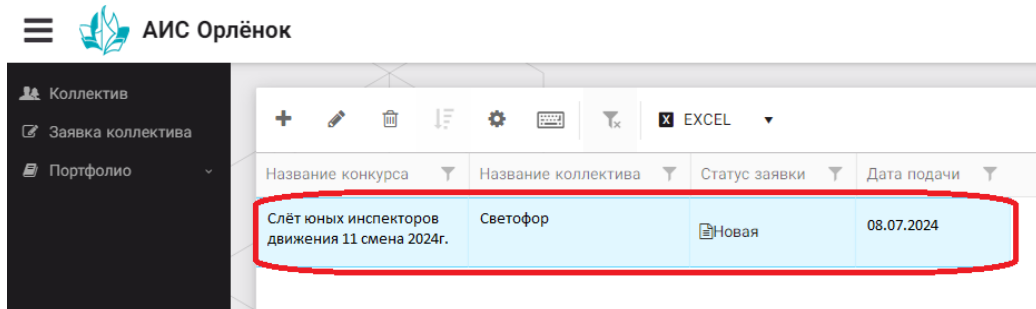 АИС Орлёнок
Коллектив
Заявка коллектива
Портфолио
EXCEL
Название конкурса Название коллектива Статус заявки Дата подачи
Слёт юных инспекторов
движения 11 смена 2024г.
Светофор
Новая
08.07.2024